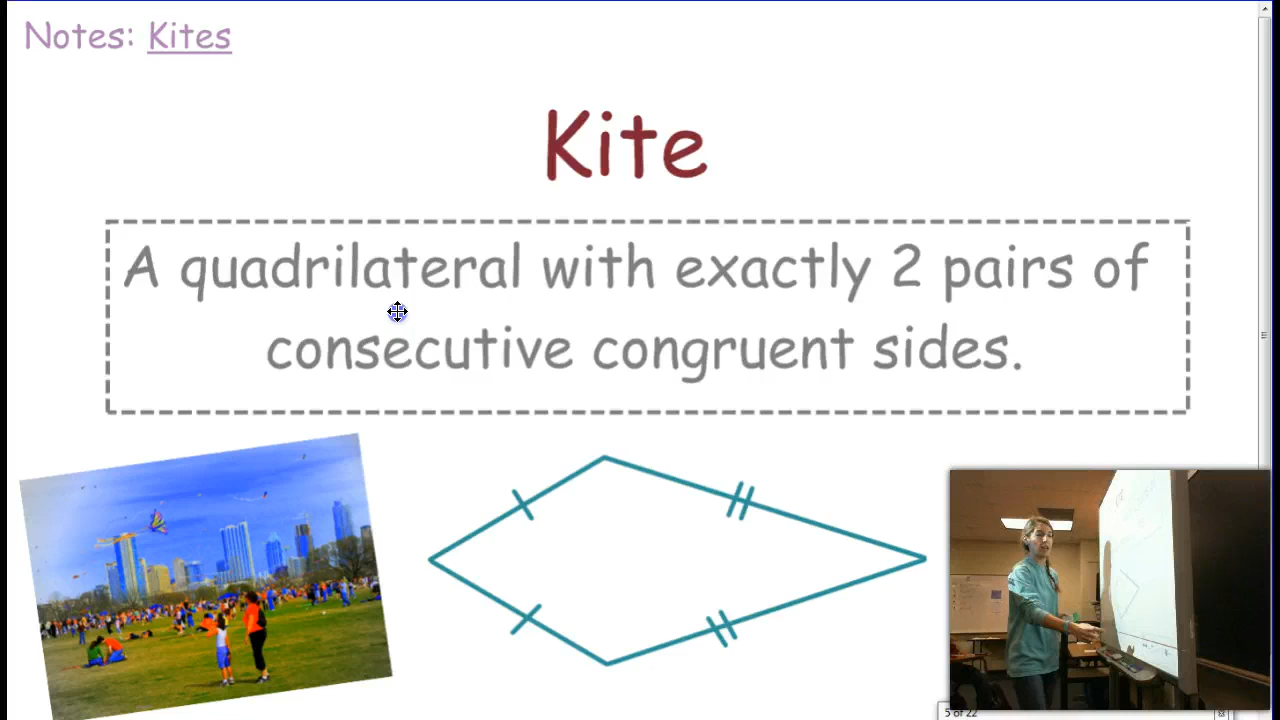 Notes: Kites
Kite
A quadrilateral with exactly 2 pairs of
consecutive congruent sides.
5 of 22